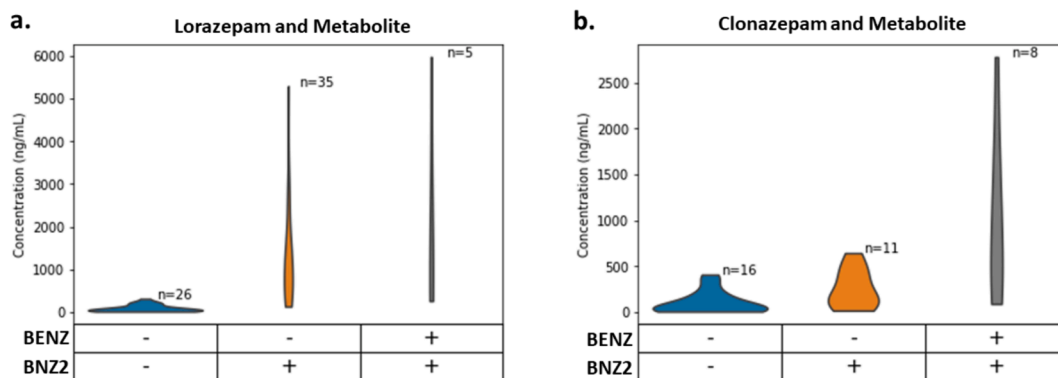 a.
Lorazepam and Metabolite
Concentration (ng/mL)
6000
5000
4000
3000
2000
1000
0
n=26
n=35
n=5
BENZ - - +
BNZ2 - + +
b.
Clonazepam and Metabolite
Concentration (ng/mL)
2500
2000
1500
1000
500
0
n=16
n=11
n=8
BENZ - - +
BNZ2 - + +